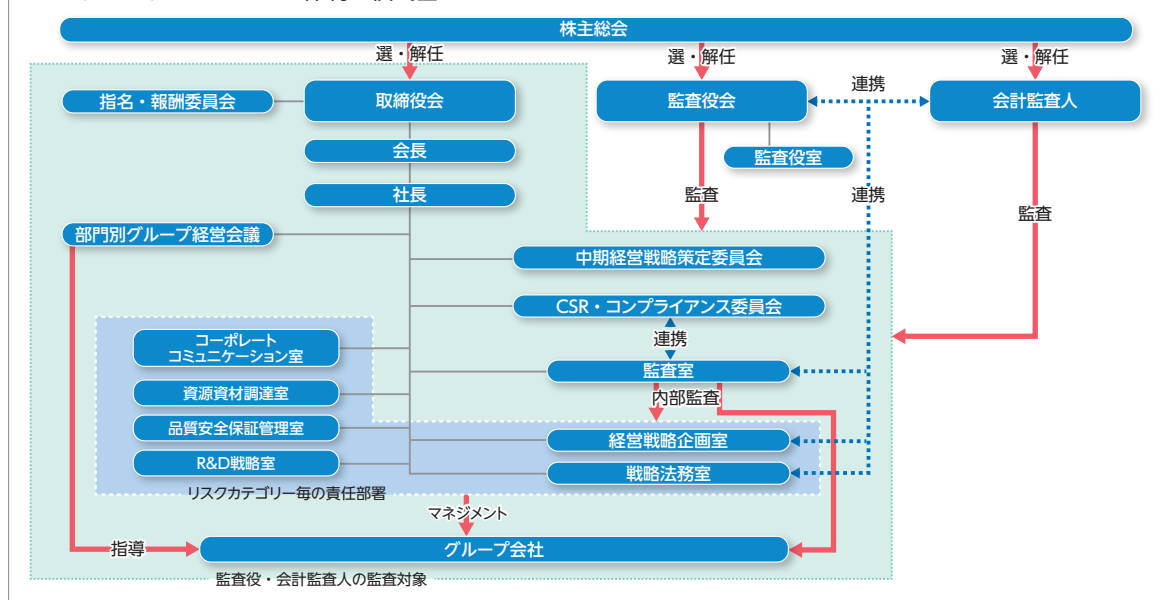 株主総会
選・解任
選・解任
選・解任
指名・報酬委員会
取締役会
監査役会
連携
会計監査人
会長
監査役室
社長
監査
連携
監査
部門別グループ経営会議
中期経営戦略策定委員会
CSR・コンプライアンス委員会
連携
コーポレート
コミュニケーション室
監査室
資源資材調達室
内部監査
品質安全保証管理室
経営戦略企画室
R&D戦略室
戦略法務室
リスクカテゴリー毎の責任部署
マネジメント
指導
グループ会社
監査役・会計監査人の監査対象